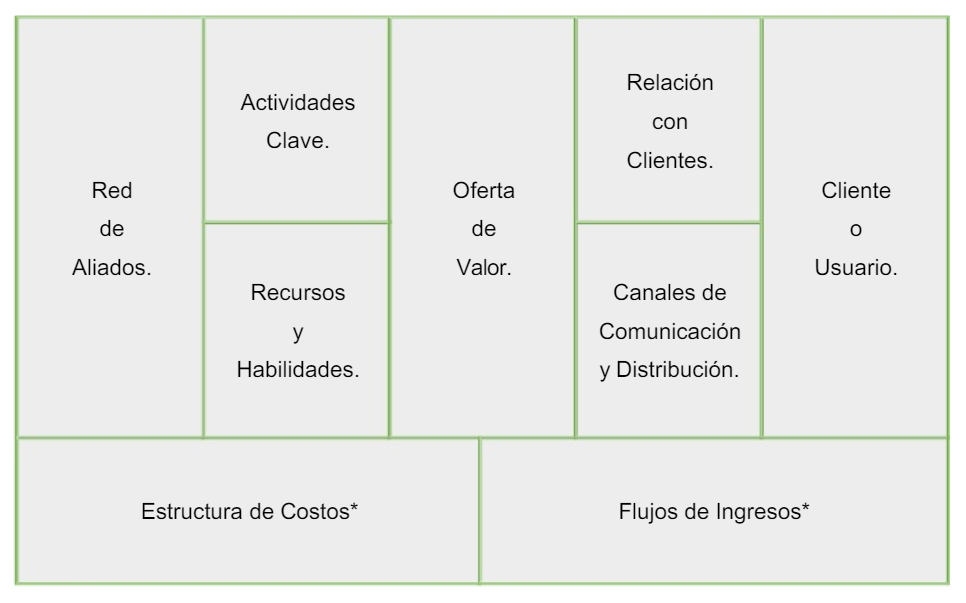 Red
de
Aliados.
Actividades
Clave.
Recursos
y
Habilidades.
Oferta
de
Valor.
Relación
con
Clientes.
Canales de
Comunicación
y Distribución.
Cliente
o
Usuario.
Estructura de Costos*
Flujos de Ingresos*